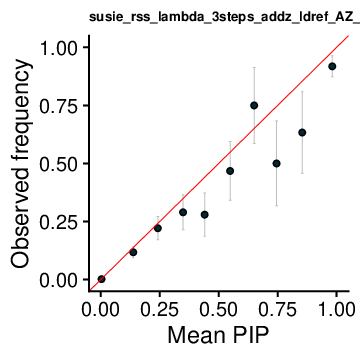 susie_rss_lambda_3steps_addz_ldref_AZ_
Observed frequency
1.00
0.75
0.50
0.25
0.00
0.00 0.25 0.50 0.75 1.00
Mean PIP